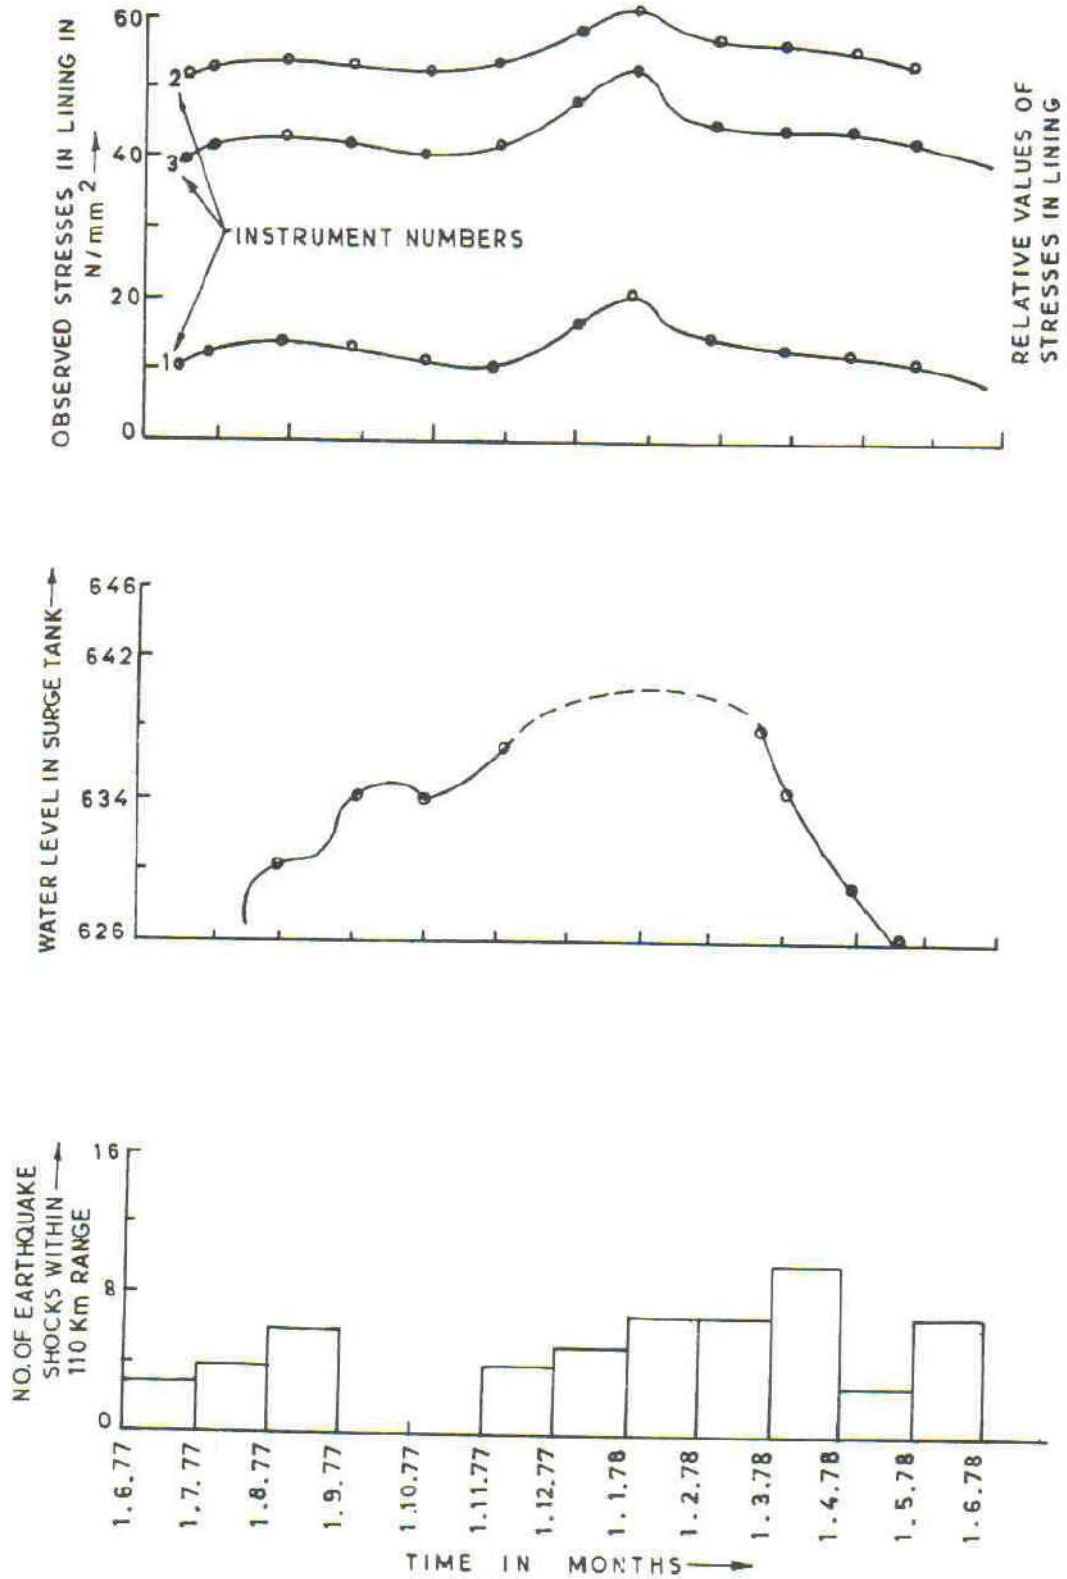 OBSERVED STRESSES IN LINING IN
N/mm²
60
40
20
0
2
3
1
INSTRUMENT NUMBERS
RELATIVE VALUES OF
STRESSES IN LINING
WATER LEVEL IN SURGE TANK
646
642
634
626
NO. OF EARTHQUAKE
SHOCKS WITHIN
110 Km RANGE
16
8
0
1.6.77
1.7.77
1.8.77
1.9.77
1.10.77
1.11.77
1.12.77
1.1.78
1.2.78
1.3.78
1.4.78
1.5.78
1.6.78
TIME IN MONTHS